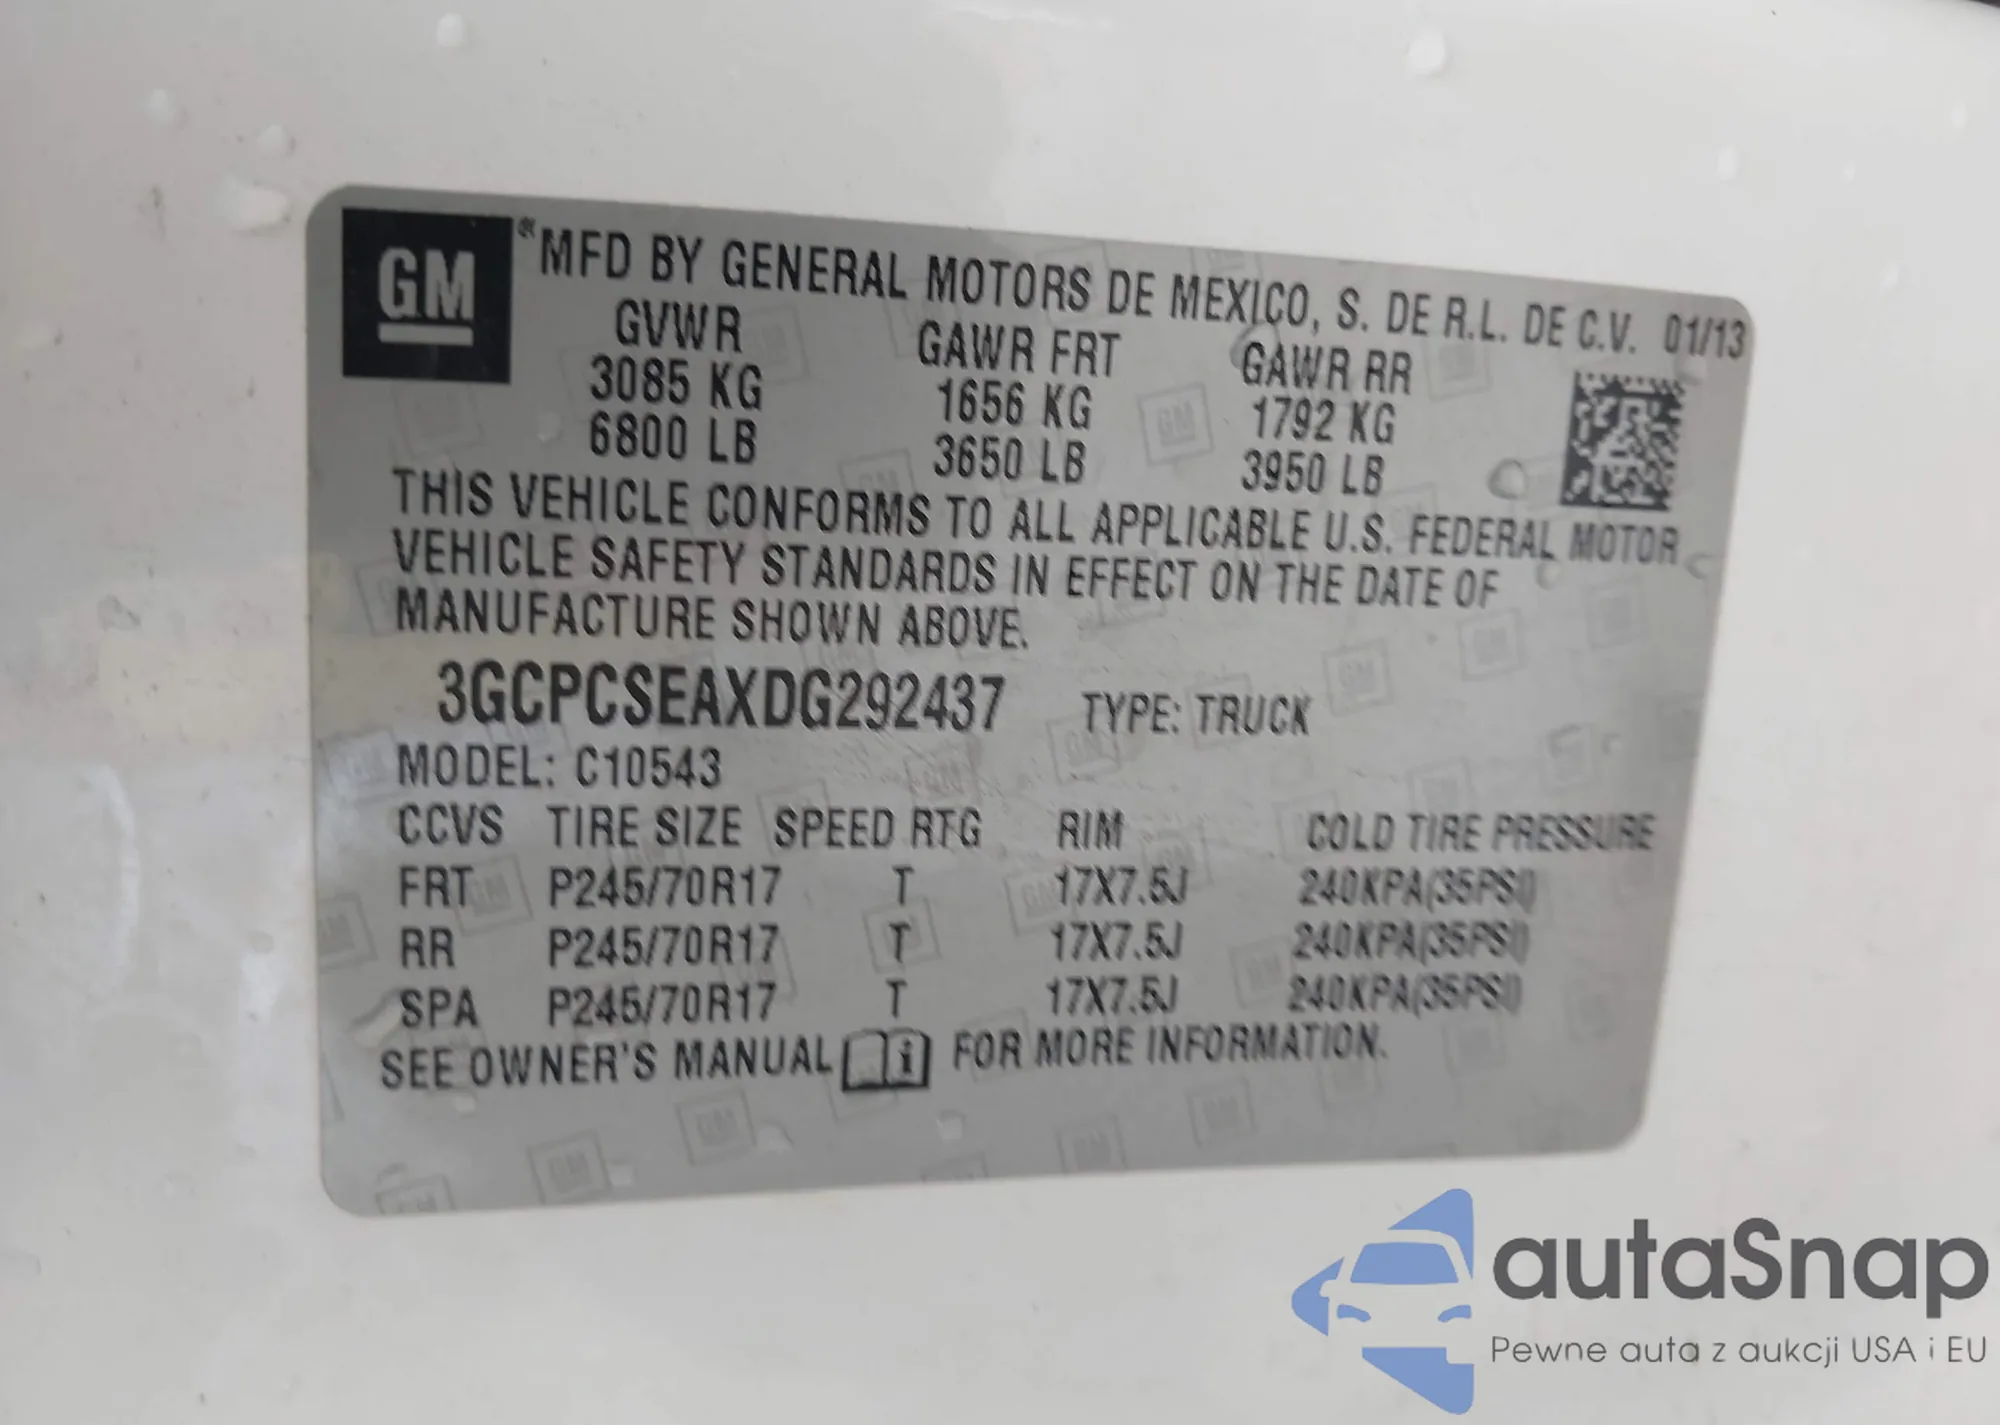 GM
® MFD BY GENERAL MOTORS DE MEXICO, S. DE R.L. DE C.V. 01/13
GVWR GAWR FRT GAWR RR
3085 KG 1656 KG 1792 KG
6800 LB 3650 LB 3950 LB
THIS VEHICLE CONFORMS TO ALL APPLICABLE U.S. FEDERAL MOTOR
VEHICLE SAFETY STANDARDS IN EFFECT ON THE DATE OF
MANUFACTURE SHOWN ABOVE.
3GCPCSEAXDG292437 TYPE: TRUCK
MODEL: C10543
CCVS TIRE SIZE SPEED RTG RIM COLD TIRE PRESSURE
FRT P245/70R17 T 17X7.5J 240KPA(35PSI)
RR P245/70R17 T 17X7.5J 240KPA(35PSI)
SPA P245/70R17 T 17X7.5J 240KPA(35PSI)
SEE OWNER'S MANUAL i FOR MORE INFORMATION.
autaSnap
Pewne auta z aukcji USA i EU